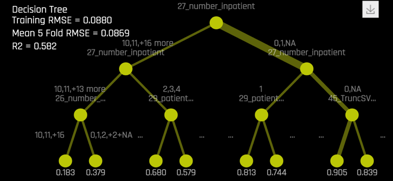 27_number_inpatient
Decision Tree
Training RMSE = 0.0880
Mean 5 Fold RMSE = 0.0869
R2 = 0.582
10,11,+16 more
0,1,NA
27_number_inpatient
27_number_inpatient
10,11,+13 more
2,3,4
1
0,NA
26_number_...
29_patient...
29_patient...
45_TruncSV...
10,11,+16
0,1,2,+2+NA
...
...
...
...
...
0.183
0.379
0.680
0.579
0.813
0.744
0.905
0.839